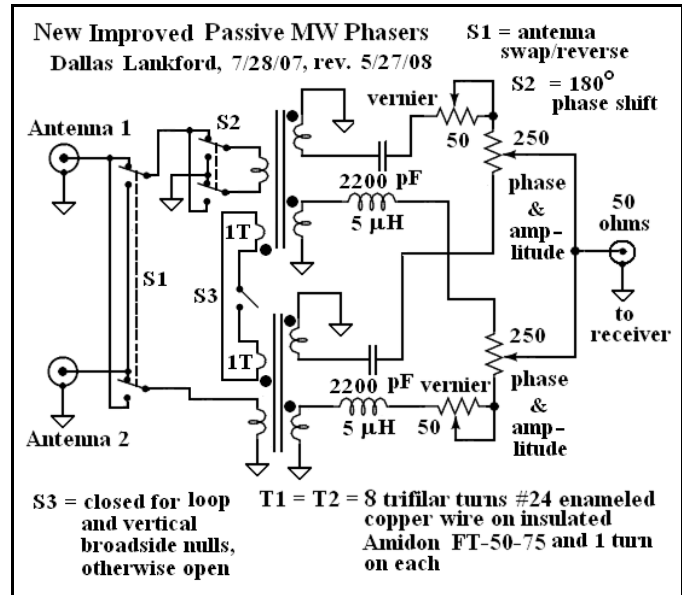 New Improved Passive MW Phasers
Dallas Lankford, 7/28/07, rev. 5/27/08
S1 = antenna
swap/reverse
S2 = 180° 
phase shift
Antenna 1
S2
vernier
50
250
2200 pF
5 µH
phase
&
amp-
litude
50
ohms
1T
S1
S3
1T
to
receiver
250
2200 pF
vernier
5 µH
50
phase
&
amp-
litude
Antenna 2
S3 = closed for loop
and vertical
broadside nulls,
otherwise open
T1 = T2 = 8 trifilar turns #24 enameled
copper wire on insulated
Amidon FT-50-75 and 1 turn
on each